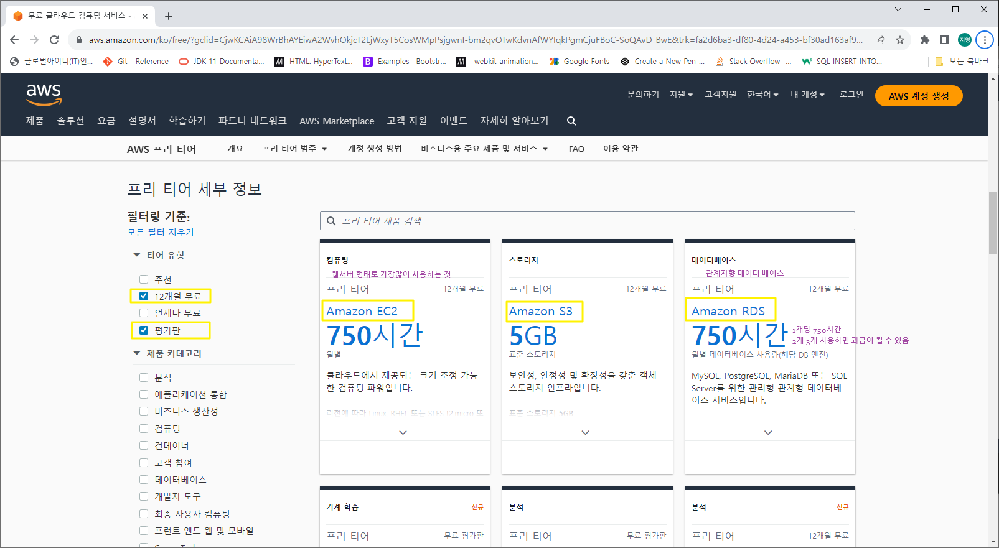 무료 클라우드 컴퓨팅 서비스 -
aws.amazon.com/ko/free/?gclid=CjwKCAiA98WrBhAYEiwA2WvhOkjcT2LjWxyT5CosWMpPsjgwnI-bm2qvOTwKdvnAfWYIqkPgmCjuFBoC-SoQAvD_BwE&trk=fa2d6ba3-df80-4d24-a453-bf30ad163af9...
지영
글로벌아이티(IT)인...
Git - Reference
JDK 11 Documenta...
HTML: HyperText...
Examples · Bootstr...
-webkit-animation...
Google Fonts
Create a New Pen_...
Stack Overflow -...
SQL INSERT INTO...
모든 북마크
aws
문의하기 지원 고객지원 한국어 내 계정 로그인 AWS 계정 생성
제품 솔루션 요금 설명서 학습하기 파트너 네트워크 AWS Marketplace 고객 지원 이벤트 자세히 알아보기
AWS 프리 티어 개요 프리 티어 범주 계정 생성 방법 비즈니스용 주요 제품 및 서비스 FAQ 이용 약관
프리 티어 세부 정보
필터링 기준:
모든 필터 지우기
티어 유형
추천
12개월 무료
언제나 무료
평가판
제품 카테고리
분석
애플리케이션 통합
비즈니스 생산성
컴퓨팅
컨테이너
고객 참여
데이터베이스
개발자 도구
최종 사용자 컴퓨팅
프런트 엔드 웹 및 모바일
Game Tech
프리 티어 제품 검색
컴퓨팅
웹서버 형태로 가장많이 사용하는 것
프리 티어 12개월 무료
Amazon EC2
750시간
월별
클라우드에서 제공되는 크기 조정 가능
한 컴퓨팅 파워입니다.
리전에 따라 Linux, RHEL 또는 SLES t2.micro 또
스토리지
프리 티어 12개월 무료
Amazon S3
5GB
표준 스토리지
보안성, 안정성 및 확장성을 갖춘 객체
스토리지 인프라입니다.
표준 스토리지 5GB
데이터베이스
관계지향 데이터 베이스
프리 티어 12개월 무료
Amazon RDS
750시간
1개당 750시간
2개 3개 사용하면 과금이 될 수 있음
월별 데이터베이스 사용량(해당 DB 엔진)
MySQL, PostgreSQL, MariaDB 또는 SQL
Server를 위한 관리형 관계형 데이터베
이스 서비스입니다.
기계 학습 신규
프리 티어 무료 평가판
분석
프리 티어 무료 평가판
분석 신규
프리 티어 12개월 무료